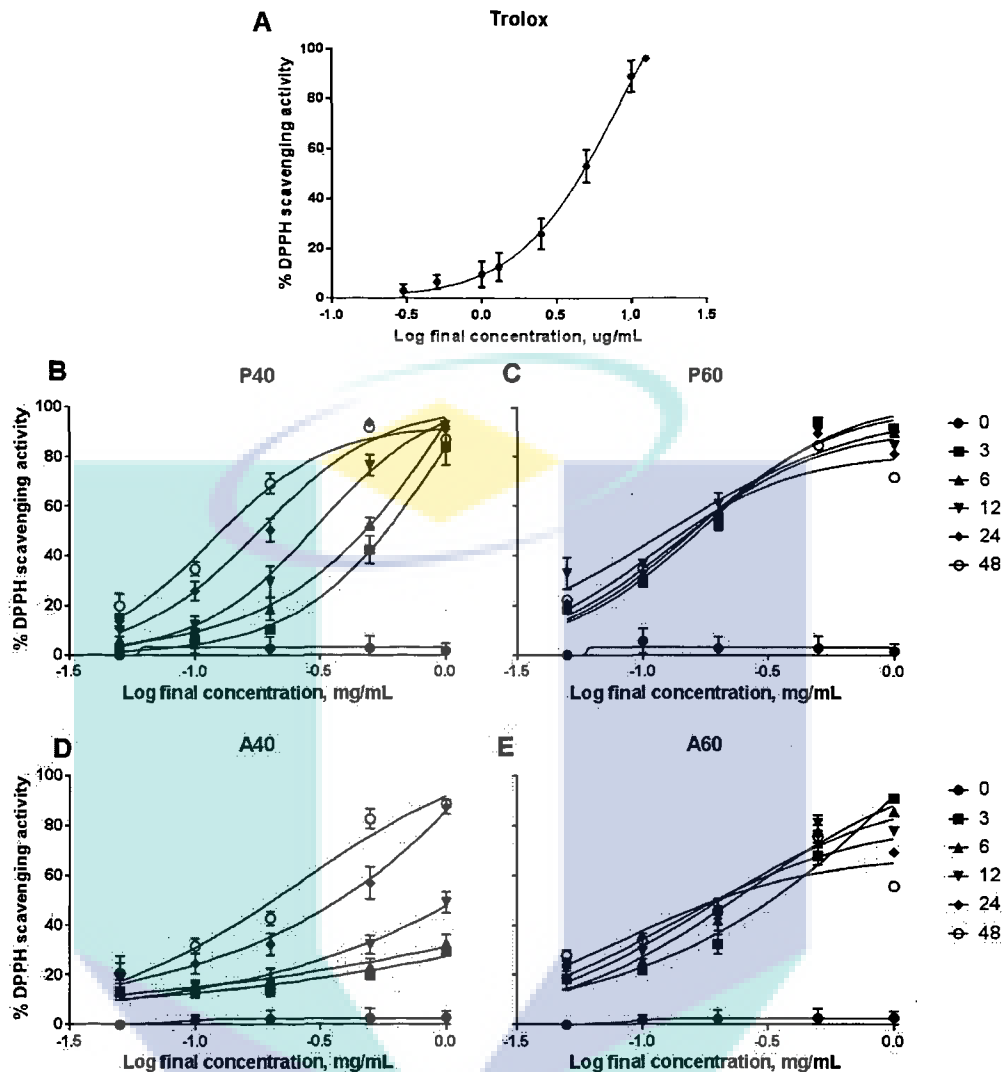 A
Trolox
% DPPH scavenging activity
100
80
60
40
20
0
-1.0
-0.5
0.0
0.5
1.0
1.5
Log final concentration, ug/mL
B
P40
% DPPH scavenging activity
100
80
60
40
20
0
-1.5
-1.0
-0.5
0.0
Log final concentration, mg/mL
C
P60
-1.5
-1.0
-0.5
0.0
Log final concentration, mg/mL
0
3
6
12
24
48
D
A40
% DPPH scavenging activity
100
80
60
40
20
0
-1.5
-1.0
-0.5
0.0
Log final concentration, mg/mL
E
A60
-1.5
-1.0
-0.5
0.0
Log final concentration, mg/mL
0
3
6
12
24
48